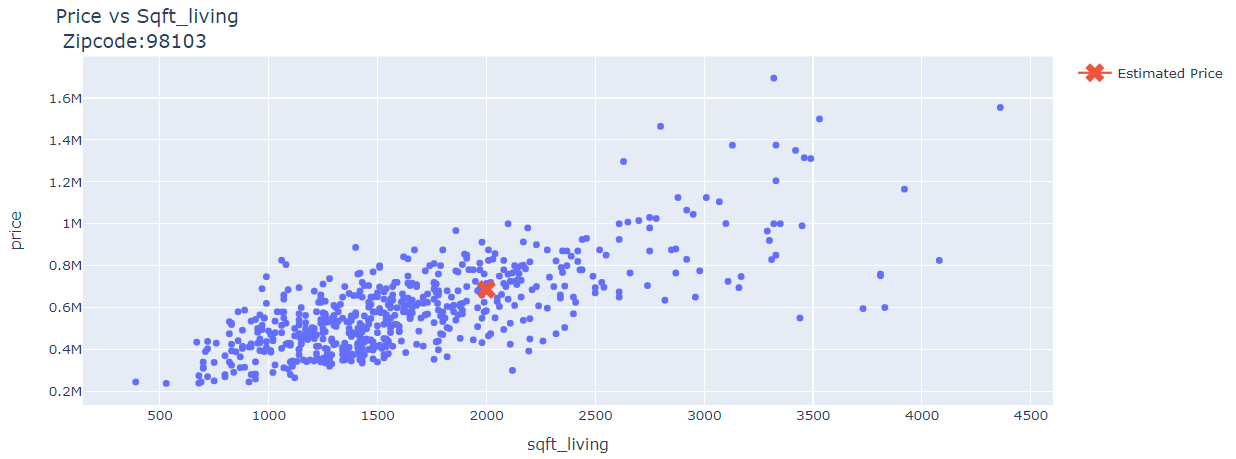 Price vs Sqft_living
Zipcode:98103
Estimated Price
1.6M
1.4M
1.2M
1M
0.8M
0.6M
0.4M
0.2M
price
500
1000
1500
2000
2500
3000
3500
4000
4500
sqft_living